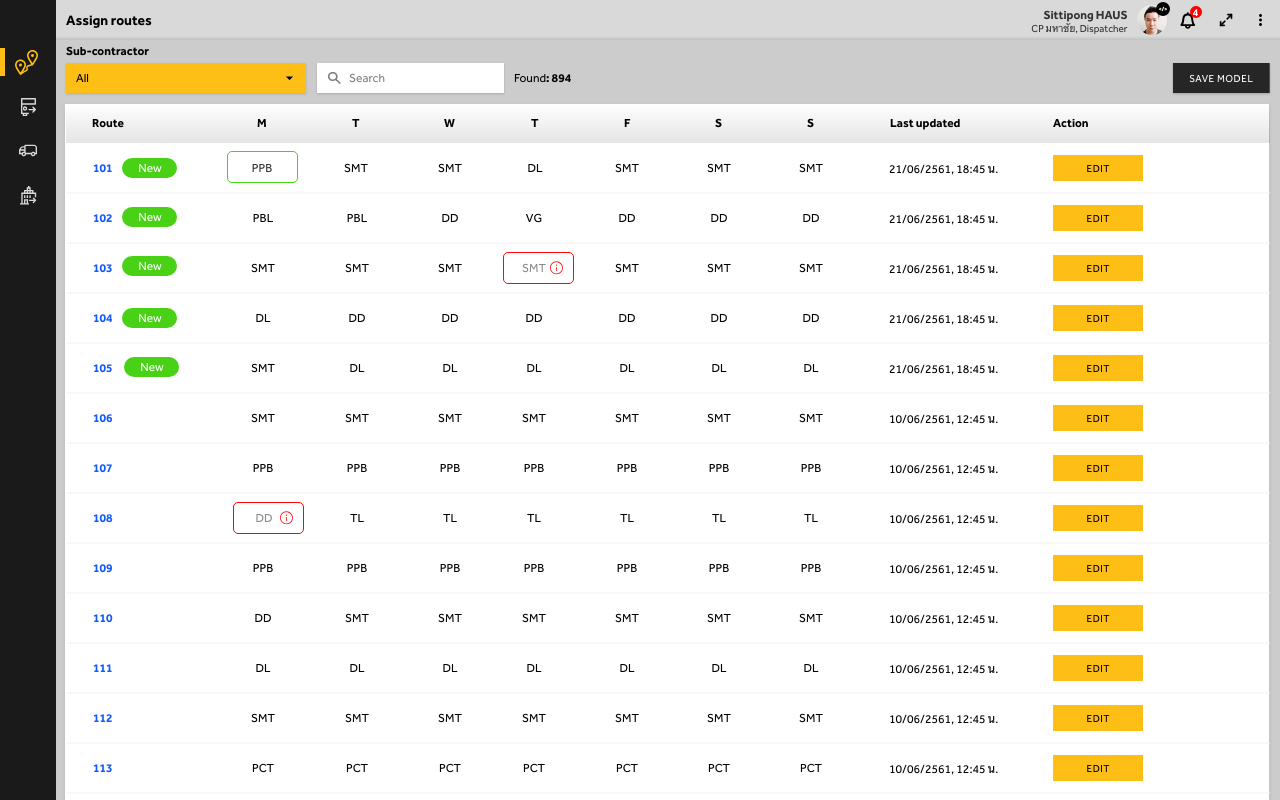 Assign routes
Sittipong HAUS
CP มหาชัย, Dispatcher
4
Sub-contractor
All
Search
Found: 894
SAVE MODEL
Route M T W T F S S Last updated Action
101 New PPB SMT SMT DL SMT SMT SMT 21/06/2561, 18:45 น. EDIT
102 New PBL PBL DD VG DD DD DD 21/06/2561, 18:45 น. EDIT
103 New SMT SMT SMT SMT SMT SMT SMT 21/06/2561, 18:45 น. EDIT
104 New DL DD DD DD DD DD DD 21/06/2561, 18:45 น. EDIT
105 New SMT DL DL DL DL DL DL 21/06/2561, 18:45 น. EDIT
106 SMT SMT SMT SMT SMT SMT SMT 10/06/2561, 12:45 น. EDIT
107 PPB PPB PPB PPB PPB PPB PPB 10/06/2561, 12:45 น. EDIT
108 DD TL TL TL TL TL TL 10/06/2561, 12:45 น. EDIT
109 PPB PPB PPB PPB PPB PPB PPB 10/06/2561, 12:45 น. EDIT
110 DD SMT SMT SMT SMT SMT SMT 10/06/2561, 12:45 น. EDIT
111 DL DL DL DL DL DL DL 10/06/2561, 12:45 น. EDIT
112 SMT SMT SMT SMT SMT SMT SMT 10/06/2561, 12:45 น. EDIT
113 PCT PCT PCT PCT PCT PCT PCT 10/06/2561, 12:45 น. EDIT